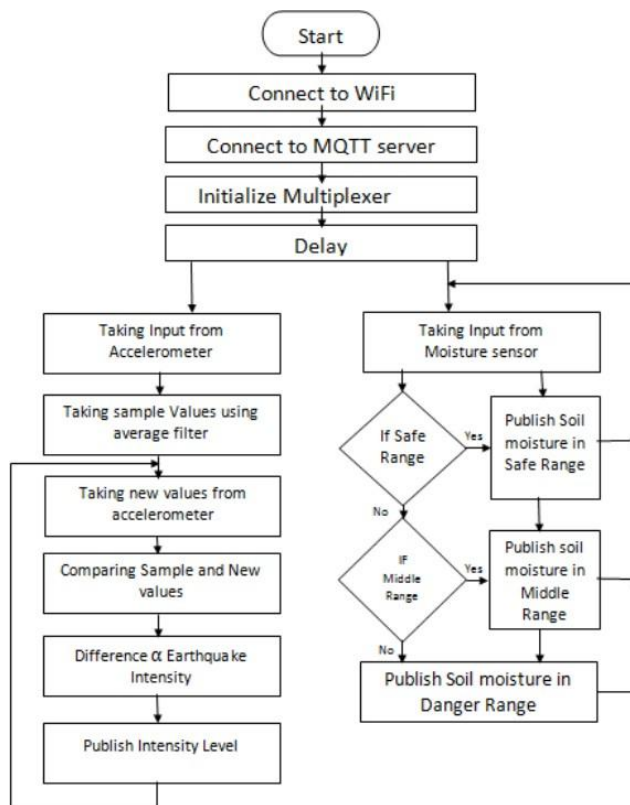 Start
Connect to WiFi
Connect to MQTT server
Initialize Multiplexer
Delay
Taking Input from
Accelerometer
Taking sample Values using
average filter
Taking new values from
accelerometer
Comparing Sample and New
values
Difference α Earthquake
Intensity
Publish Intensity Level
Taking Input from
Moisture sensor
If Safe
Range
Yes
Publish Soil
moisture in
Safe Range
No
IF
Middle
Range
Yes
Publish soil
moisture in
Middle
Range
No
Publish Soil moisture in
Danger Range